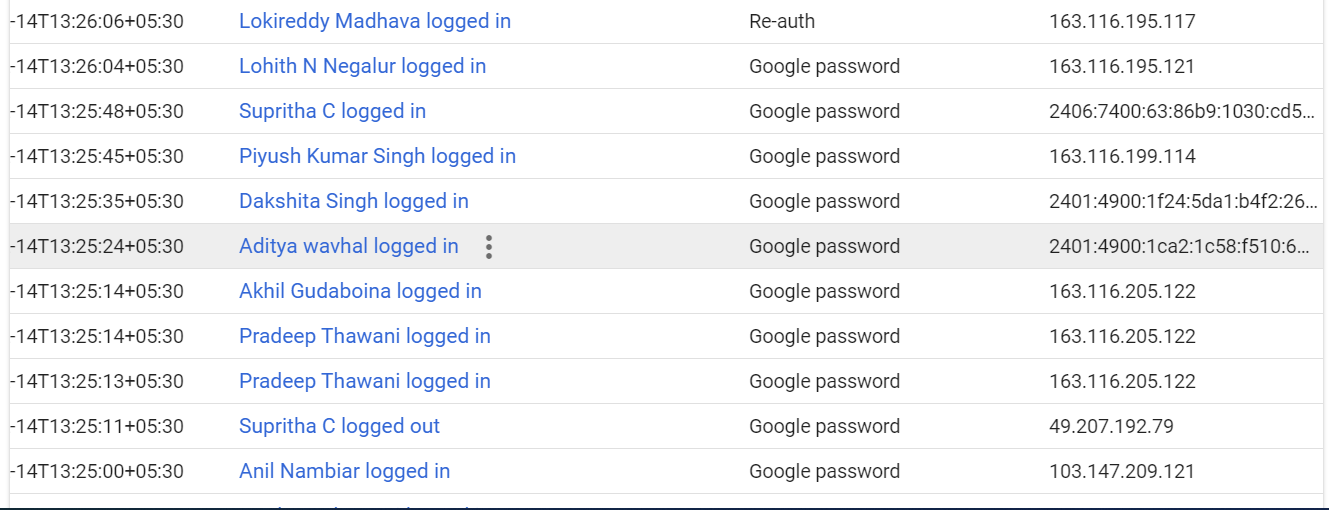 -14T13:26:06+05:30 Lokireddy Madhava logged in Re-auth 163.116.195.117
-14T13:26:04+05:30 Lohith N Negalur logged in Google password 163.116.195.121
-14T13:25:48+05:30 Supritha C logged in Google password 2406:7400:63:86b9:1030:cd5...
-14T13:25:45+05:30 Piyush Kumar Singh logged in Google password 163.116.199.114
-14T13:25:35+05:30 Dakshita Singh logged in Google password 2401:4900:1f24:5da1:b4f2:26...
-14T13:25:24+05:30 Aditya wavhal logged in Google password 2401:4900:1ca2:1c58:f510:6...
-14T13:25:14+05:30 Akhil Gudaboina logged in Google password 163.116.205.122
-14T13:25:14+05:30 Pradeep Thawani logged in Google password 163.116.205.122
-14T13:25:13+05:30 Pradeep Thawani logged in Google password 163.116.205.122
-14T13:25:11+05:30 Supritha C logged out Google password 49.207.192.79
-14T13:25:00+05:30 Anil Nambiar logged in Google password 103.147.209.121